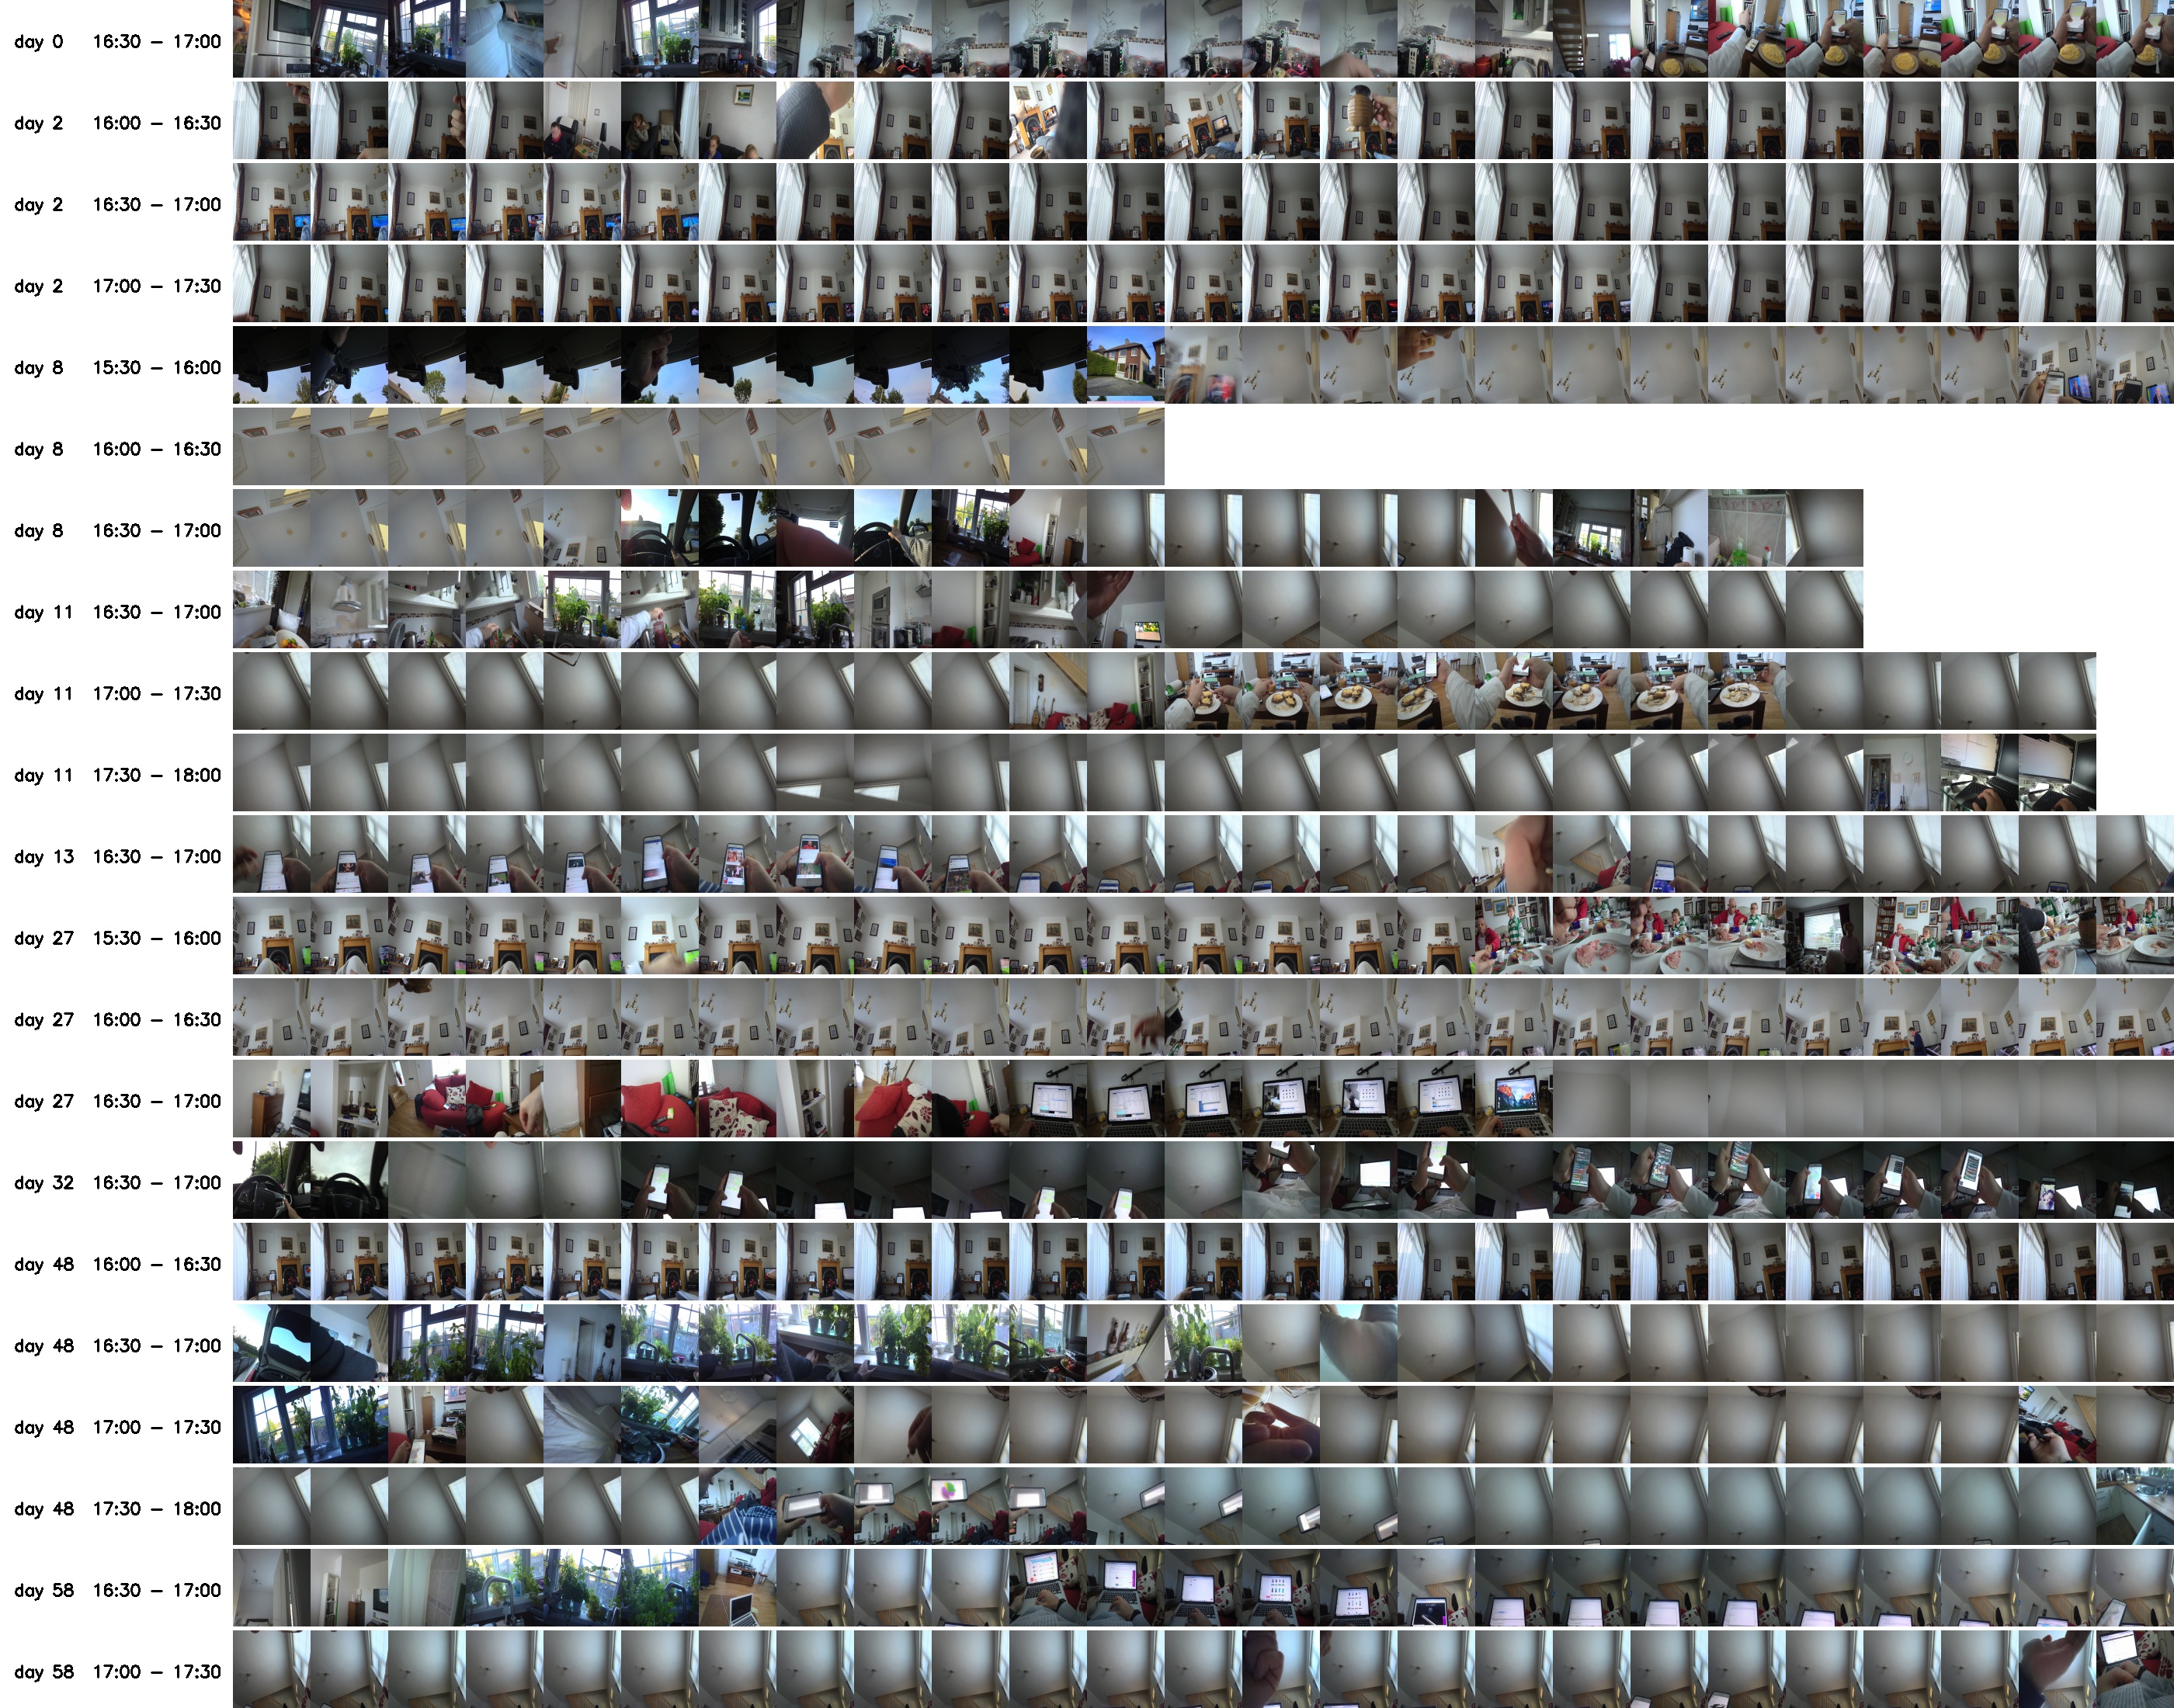 day 0 16:30 – 17:00
day 2 16:00 – 16:30
day 2 16:30 – 17:00
day 2 17:00 – 17:30
day 8 15:30 – 16:00
day 8 16:00 – 16:30
day 8 16:30 – 17:00
day 11 16:30 – 17:00
day 11 17:00 – 17:30
day 11 17:30 – 18:00
day 13 16:30 – 17:00
day 27 15:30 – 16:00
day 27 16:00 – 16:30
day 27 16:30 – 17:00
day 32 16:30 – 17:00
day 48 16:00 – 16:30
day 48 16:30 – 17:00
day 48 17:00 – 17:30
day 48 17:30 – 18:00
day 58 16:30 – 17:00
day 58 17:00 – 17:30